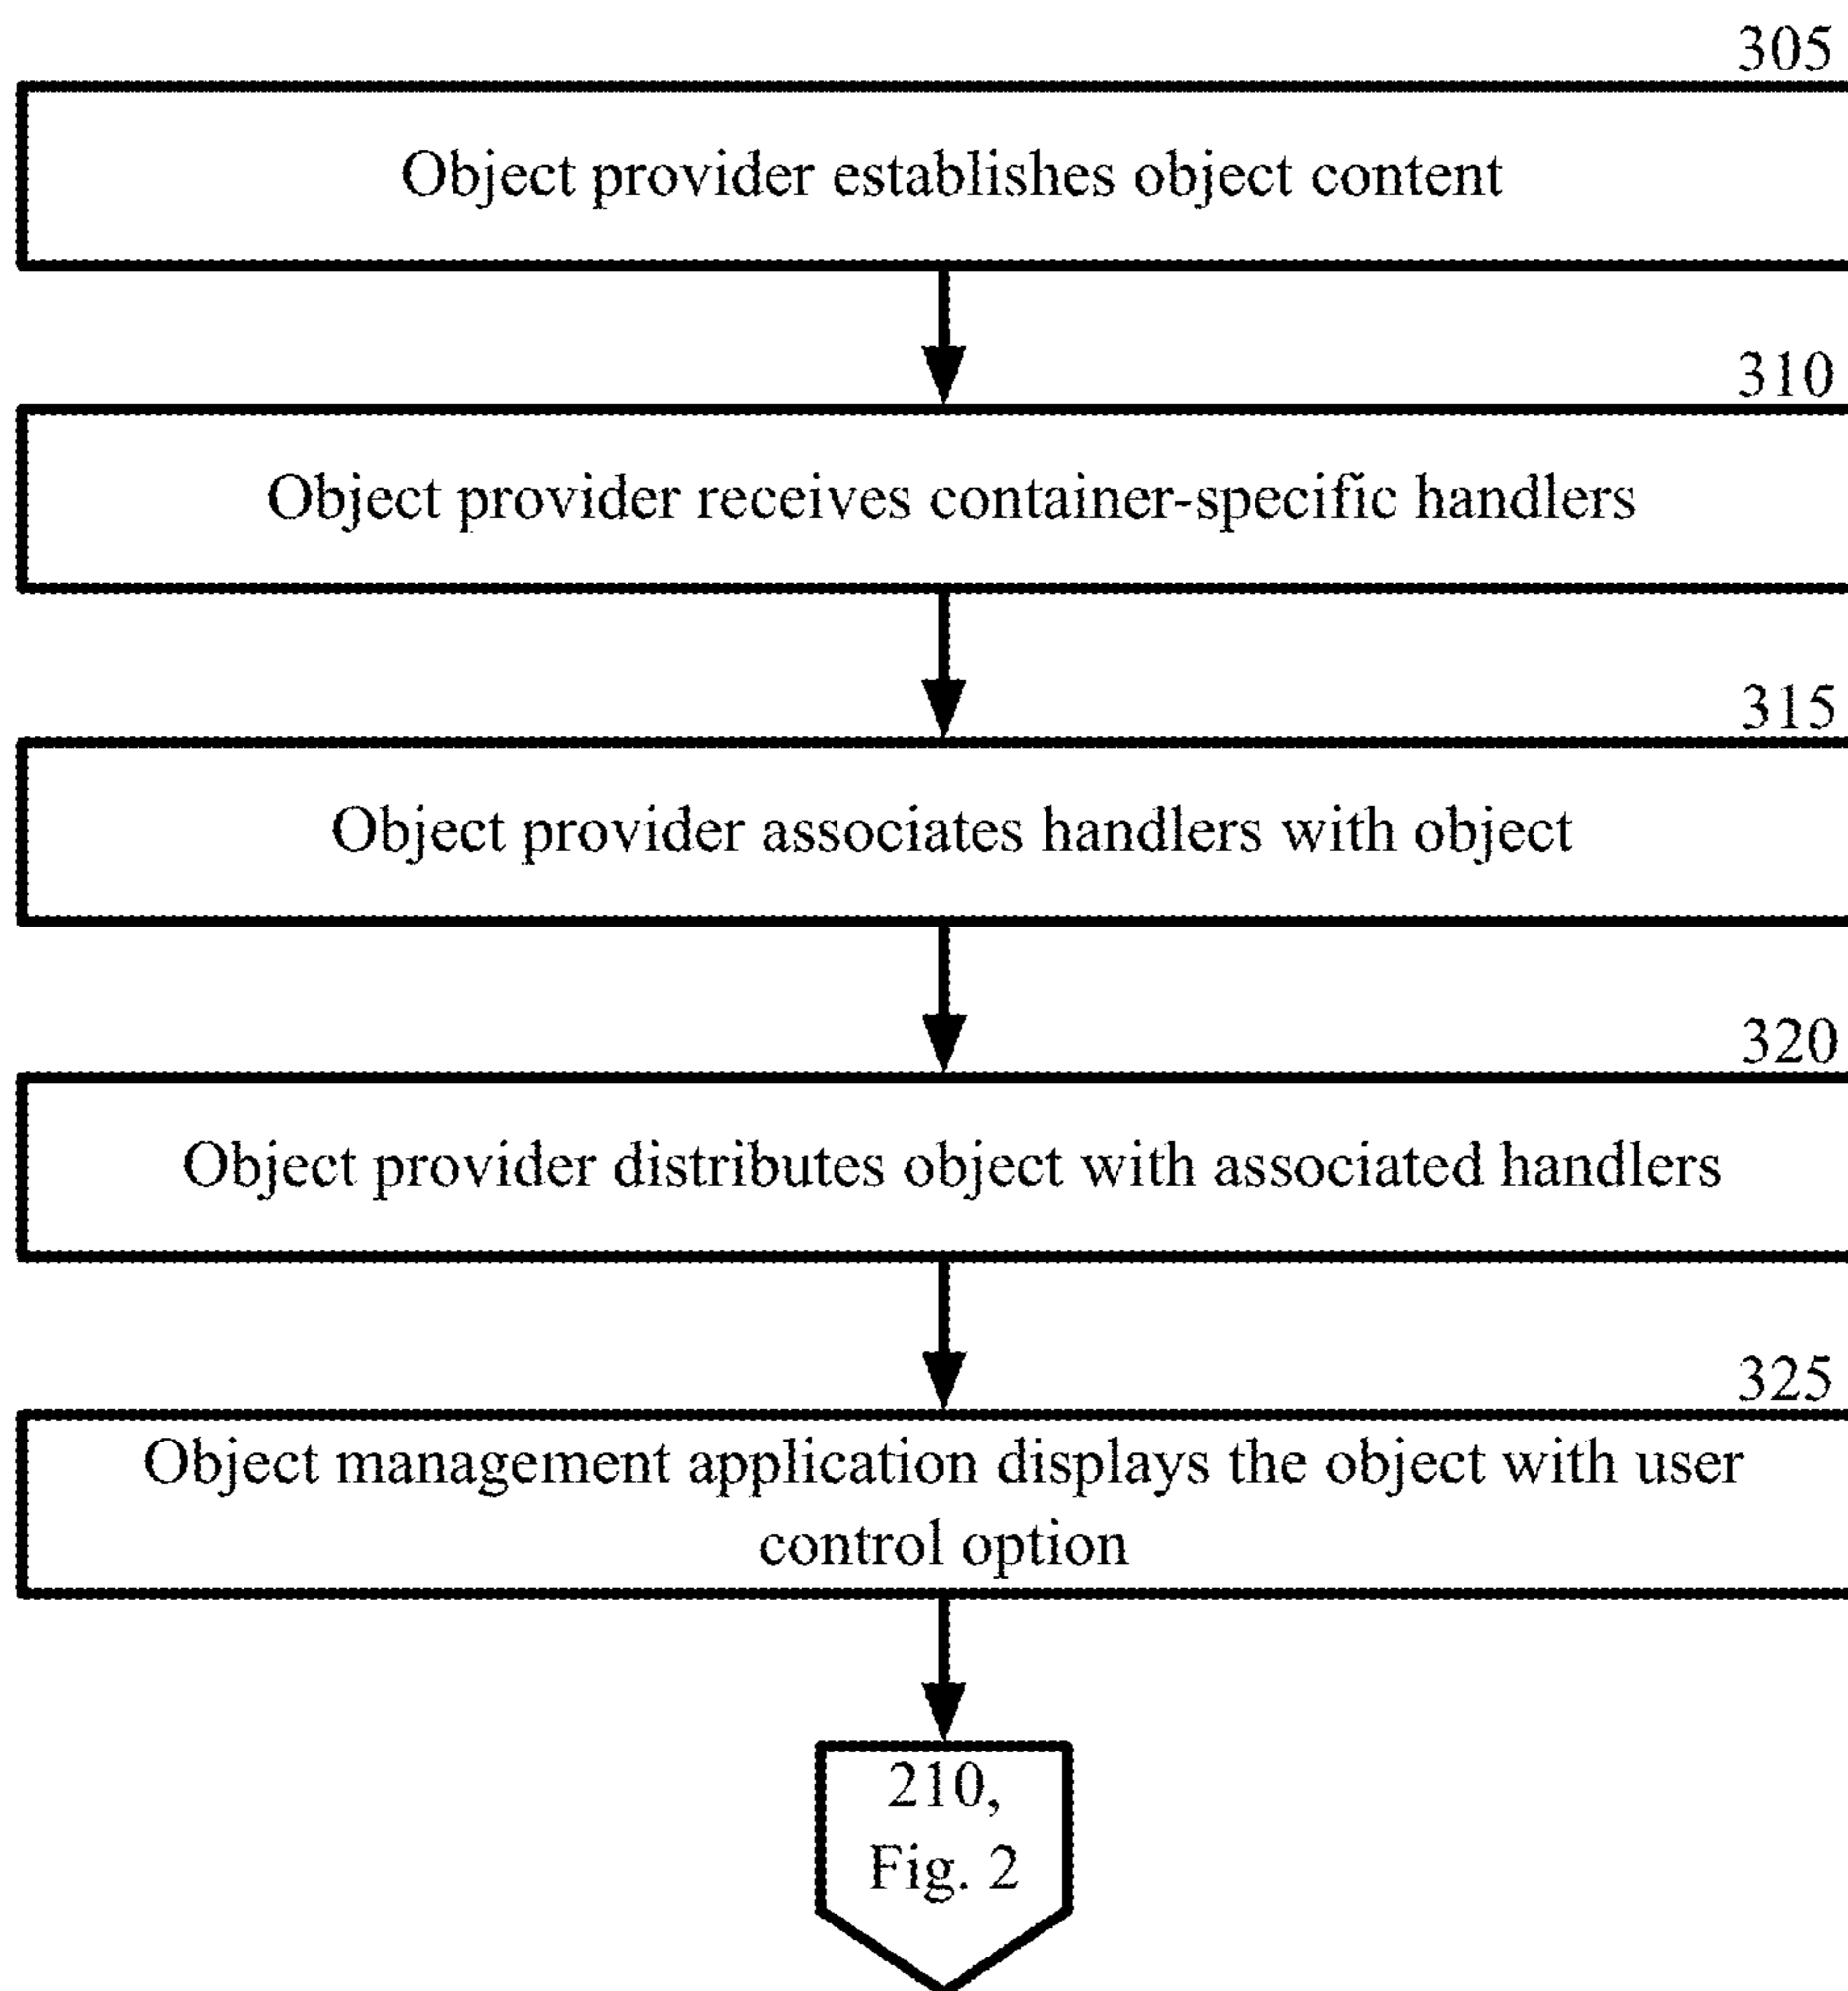 305
Object provider establishes object content
310
Object provider receives container-specific handlers
315
Object provider associates handlers with object
320
Object provider distributes object with associated handlers
325
Object management application displays the object with user
control option
210,
Fig. 2